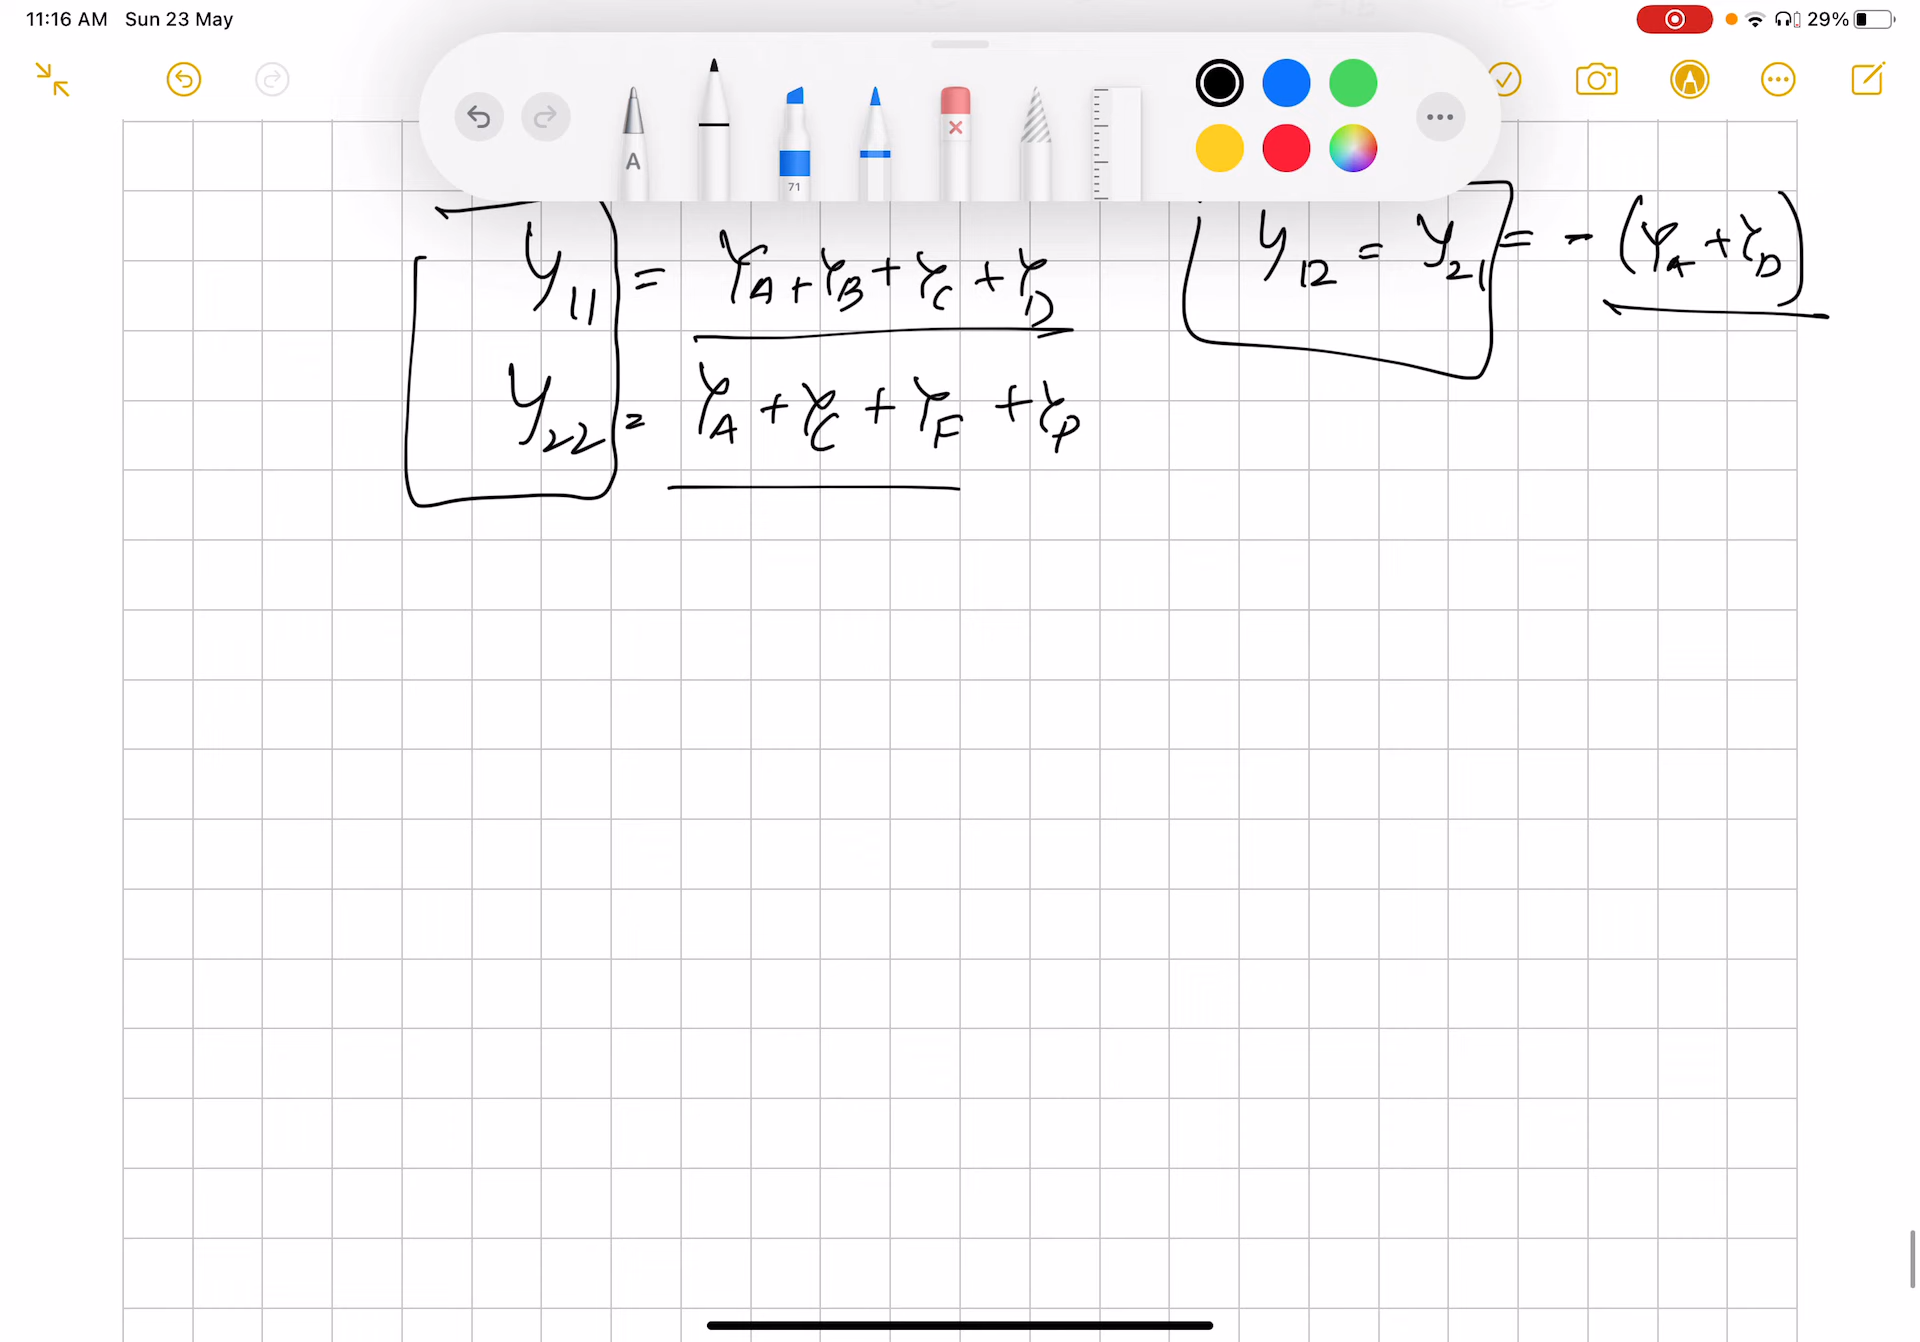 11:16 AM Sun 23 May 29%
A 71
y11 = YA + YB + YC + YD
y12 = y21 = - (YA + YD)
y22 = YA + YC + YF + YP